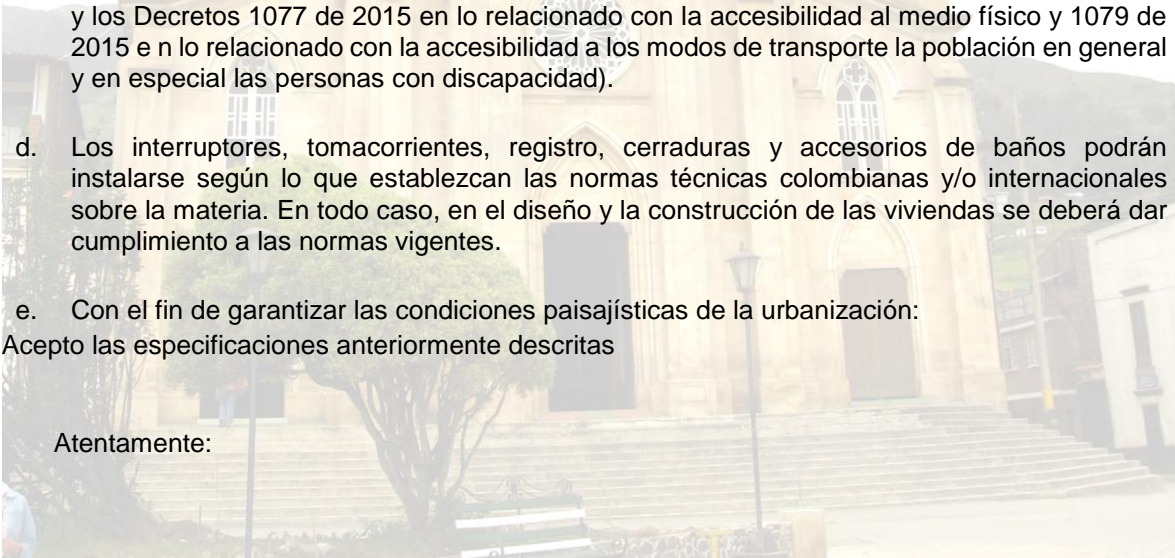 y los Decretos 1077 de 2015 en lo relacionado con la accesibilidad al medio físico y 1079 de
2015 e n lo relacionado con la accesibilidad a los modos de transporte la población en general
y en especial las personas con discapacidad).
d. Los interruptores, tomacorrientes, registro, cerraduras y accesorios de baños podrán
instalarse según lo que establezcan las normas técnicas colombianas y/o internacionales
sobre la materia. En todo caso, en el diseño y la construcción de las viviendas se deberá dar
cumplimiento a las normas vigentes.
e. Con el fin de garantizar las condiciones paisajísticas de la urbanización:
Acepto las especificaciones anteriormente descritas
Atentamente: